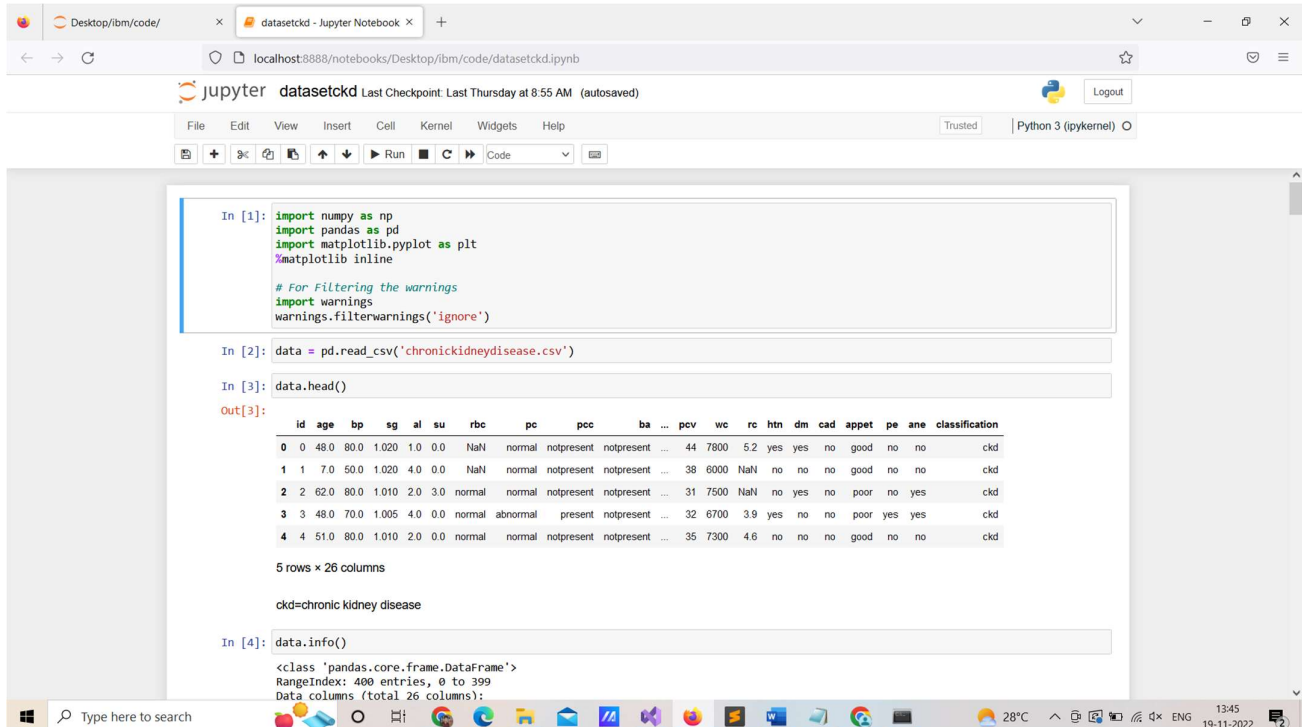 Desktop/ibm/code/
datasetckd - Jupyter Notebook
localhost:8888/notebooks/Desktop/ibm/code/datasetckd.ipynb
jupyter datasetckd Last Checkpoint: Last Thursday at 8:55 AM (autosaved)
Logout
File Edit View Insert Cell Kernel Widgets Help
Trusted
Python 3 (ipykernel)
Run Code
In [1]: import numpy as np
import pandas as pd
import matplotlib.pyplot as plt
%matplotlib inline
# For Filtering the warnings
import warnings
warnings.filterwarnings('ignore')
In [2]: data = pd.read_csv('chronickidneydisease.csv')
In [3]: data.head()
Out[3]:
id age bp sg al su rbc pc pcc ba ... pcv wc rc htn dm cad appet pe ane classification
0 0 48.0 80.0 1.020 1.0 0.0 NaN normal notpresent notpresent ... 44 7800 5.2 yes yes no good no no ckd
1 1 7.0 50.0 1.020 4.0 0.0 NaN normal notpresent notpresent ... 38 6000 NaN no no no good no no ckd
2 2 62.0 80.0 1.010 2.0 3.0 normal normal notpresent notpresent ... 31 7500 NaN no yes no poor no yes ckd
3 3 48.0 70.0 1.005 4.0 0.0 normal abnormal present notpresent ... 32 6700 3.9 yes no no poor yes yes ckd
4 4 51.0 80.0 1.010 2.0 0.0 normal normal notpresent notpresent ... 35 7300 4.6 no no no good no no ckd
5 rows × 26 columns
ckd=chronic kidney disease
In [4]: data.info()
<class 'pandas.core.frame.DataFrame'>
RangeIndex: 400 entries, 0 to 399
Data columns (total 26 columns):
Type here to search
28°C
ENG
13:45
19-11-2022
2